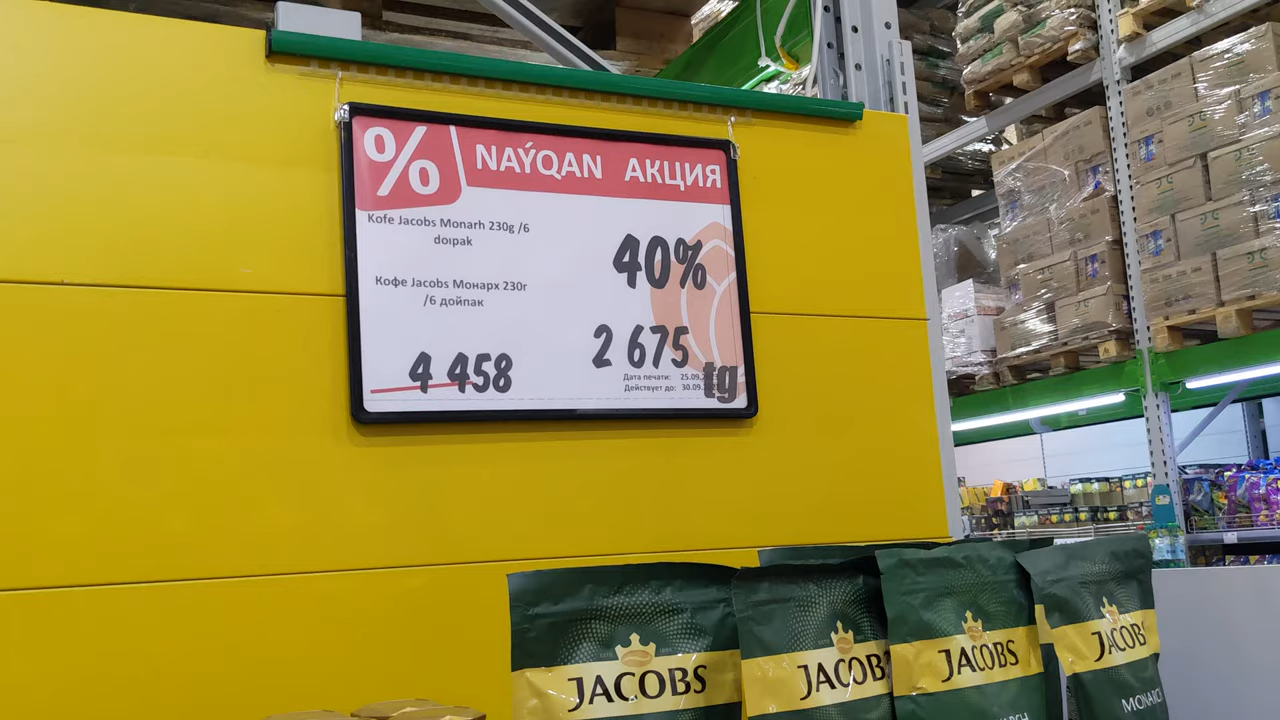 % NAÝQAN АКЦИЯ
Kofe Jacobs Monarh 230g /6
doıpak
40%
Кофе Jacobs Монарх 230г
/6 дойпак
4 458
2 675
tg
Дата печати: 25.09.
Действует до: 30.09.
JACOBS
JACOBS
JACOBS
JACOBS
MONARCH